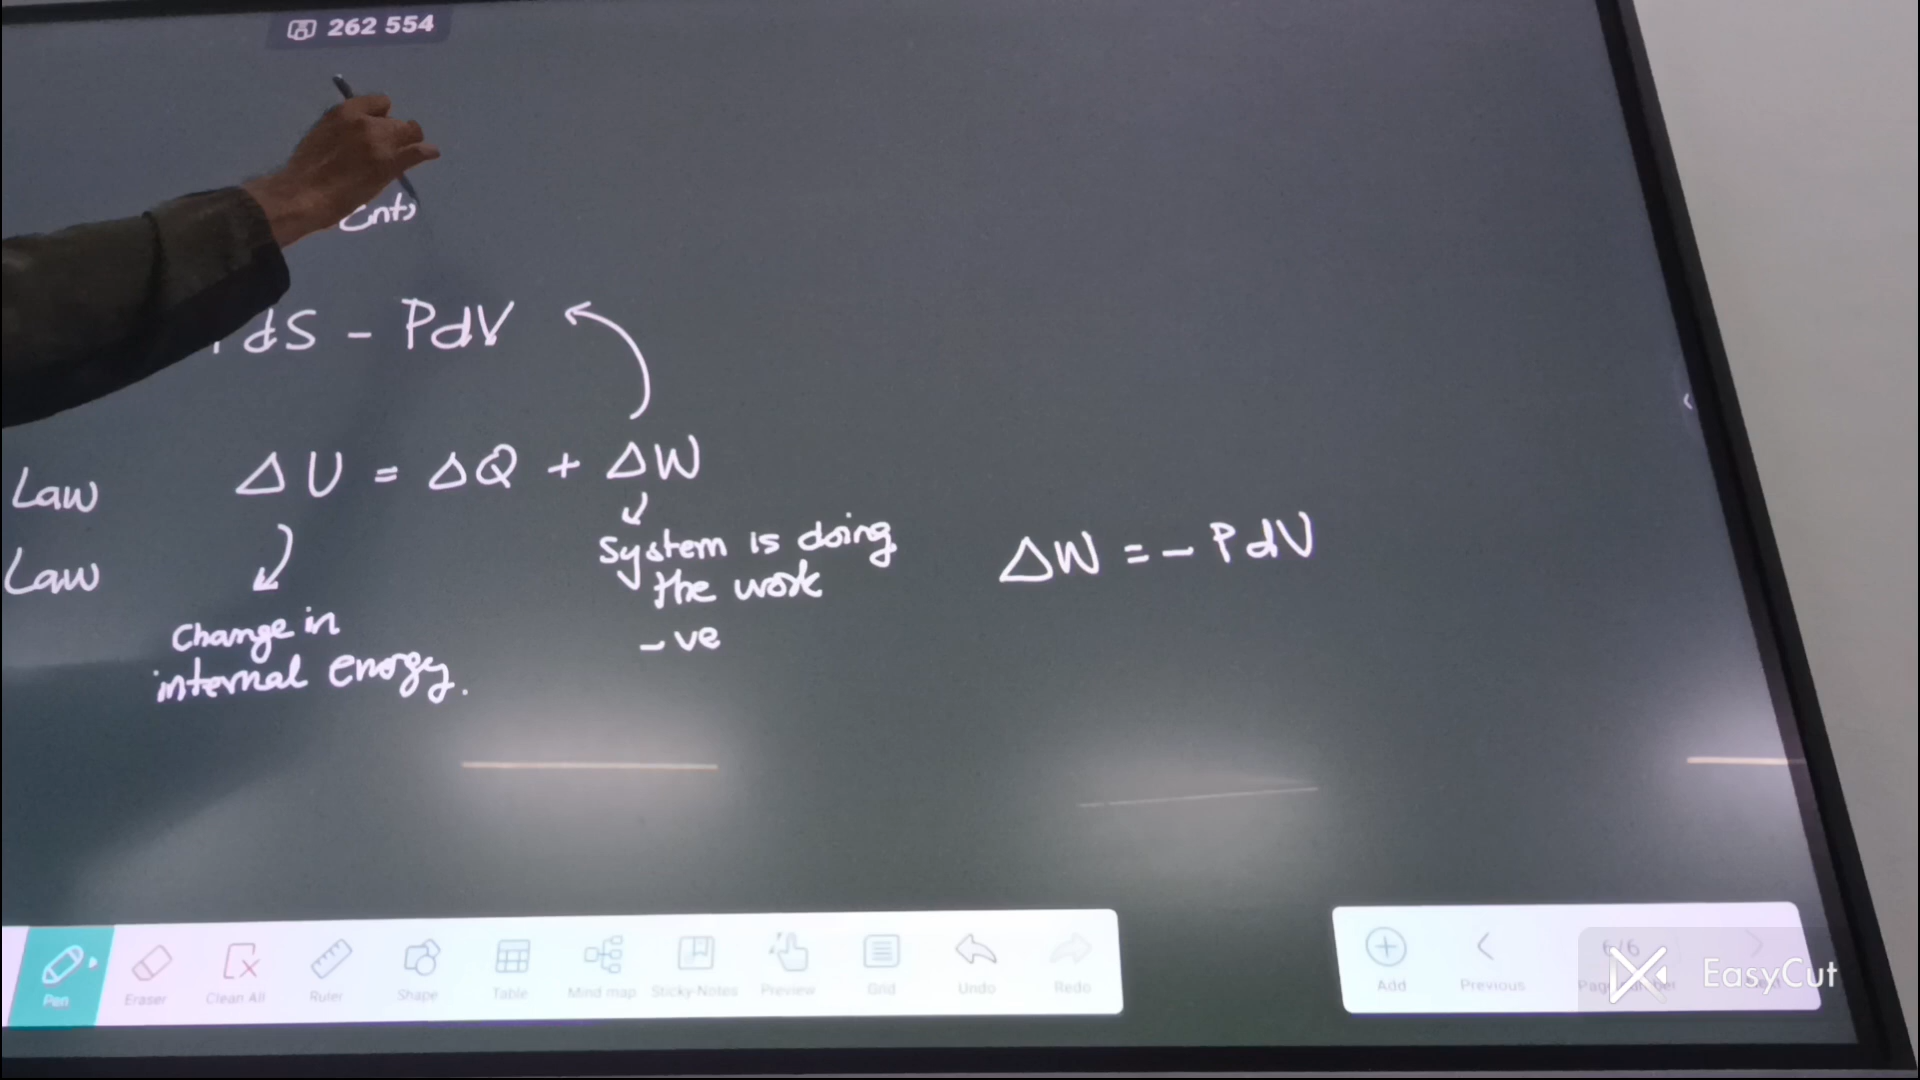 262 554
dS - PdV
Law ΔU = ΔQ + ΔW
Law
Change in
internal energy.
System is doing
the work
- ve
ΔW = - PdV
Pen
Eraser
Clean All
Ruler
Shape
Table
Mind map
Sticky Notes
Preview
Grid
Undo
Redo
Add
Previous
6/6
EasyCut